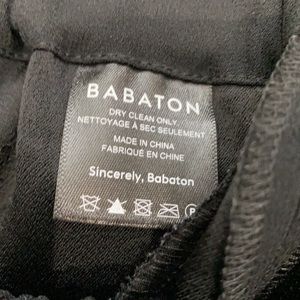 BABATON
DRY CLEAN ONLY
NETTOYAGE À SEC SEULEMENT
MADE IN CHINA
FABRIQUÉ EN CHINE
Sincerely, Babaton
P